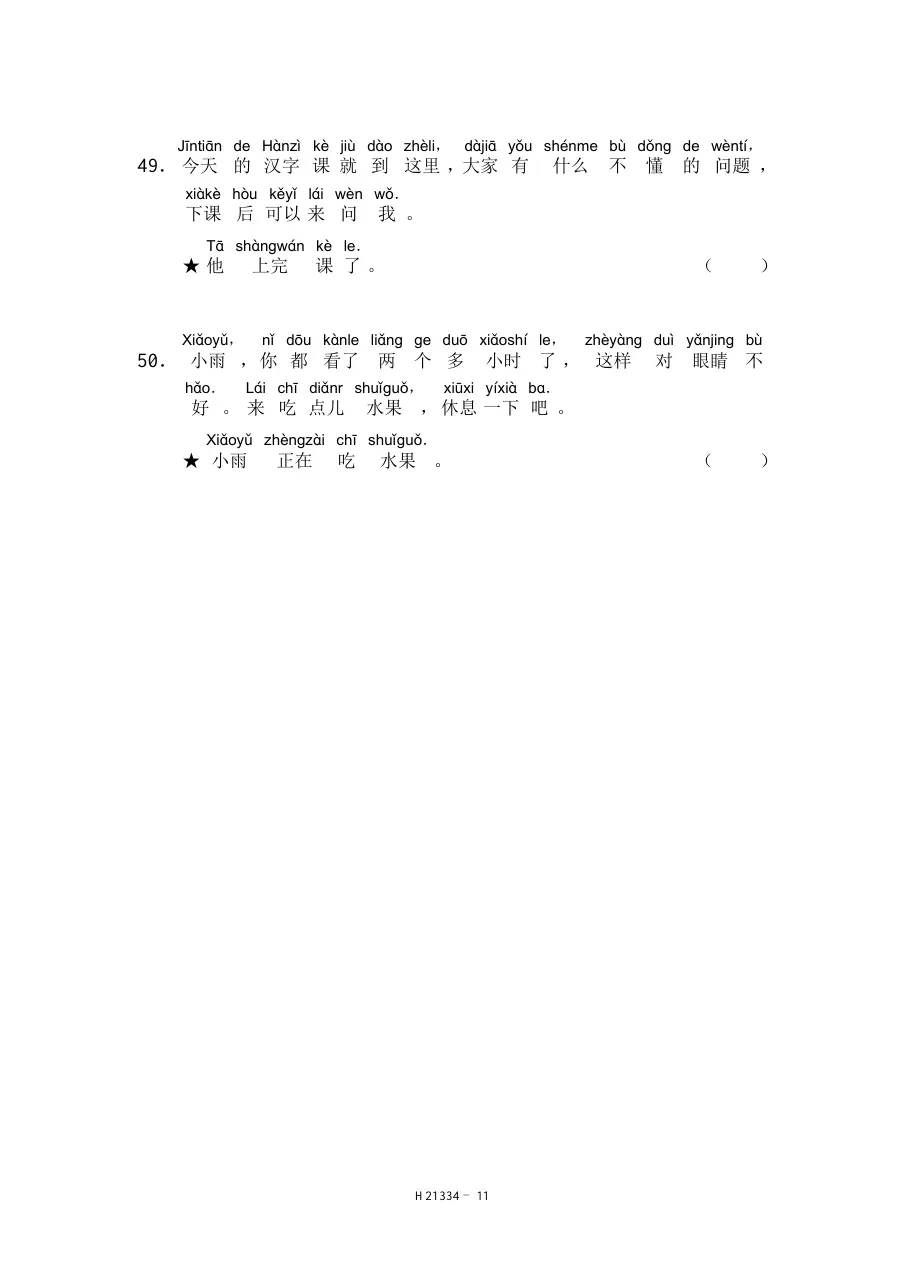 Jīntiān de Hànzì kè jiù dào zhèli, dàjiā yǒu shénme bù dǒng de wèntí,
49. 今天 的 汉字 课 就 到 这里 ，大家 有 什么 不 懂 的 问题 ，
xiàkè hòu kěyǐ lái wèn wǒ.
下课 后 可以 来 问 我 。
Tā shàngwán kè le.
★ 他 上完 课 了 。 （ ）
Xiǎoyǔ, nǐ dōu kànle liǎng ge duō xiǎoshí le, zhèyàng duì yǎnjing bù
50. 小雨 ，你 都 看了 两 个 多 小时 了 ， 这样 对 眼睛 不
hǎo. Lái chī diǎnr shuǐguǒ, xiūxi yíxià ba.
好 。 来 吃 点儿 水果 ，休息 一下 吧 。
Xiǎoyǔ zhèngzài chī shuǐguǒ.
★ 小雨 正在 吃 水果 。 （ ）
H 21334 – 11